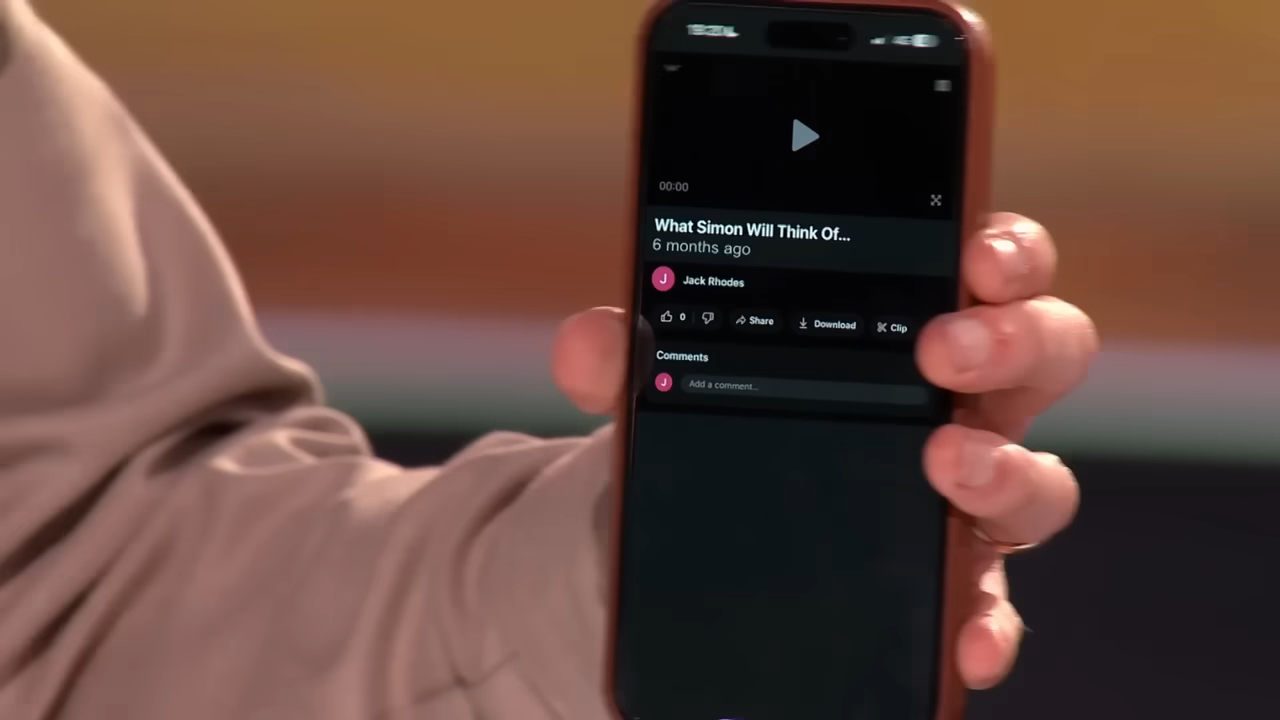 00:00
What Simon Will Think Of...
6 months ago
J
Jack Rhodes
0
Share
Download
Clip
Comments
J
Add a comment...